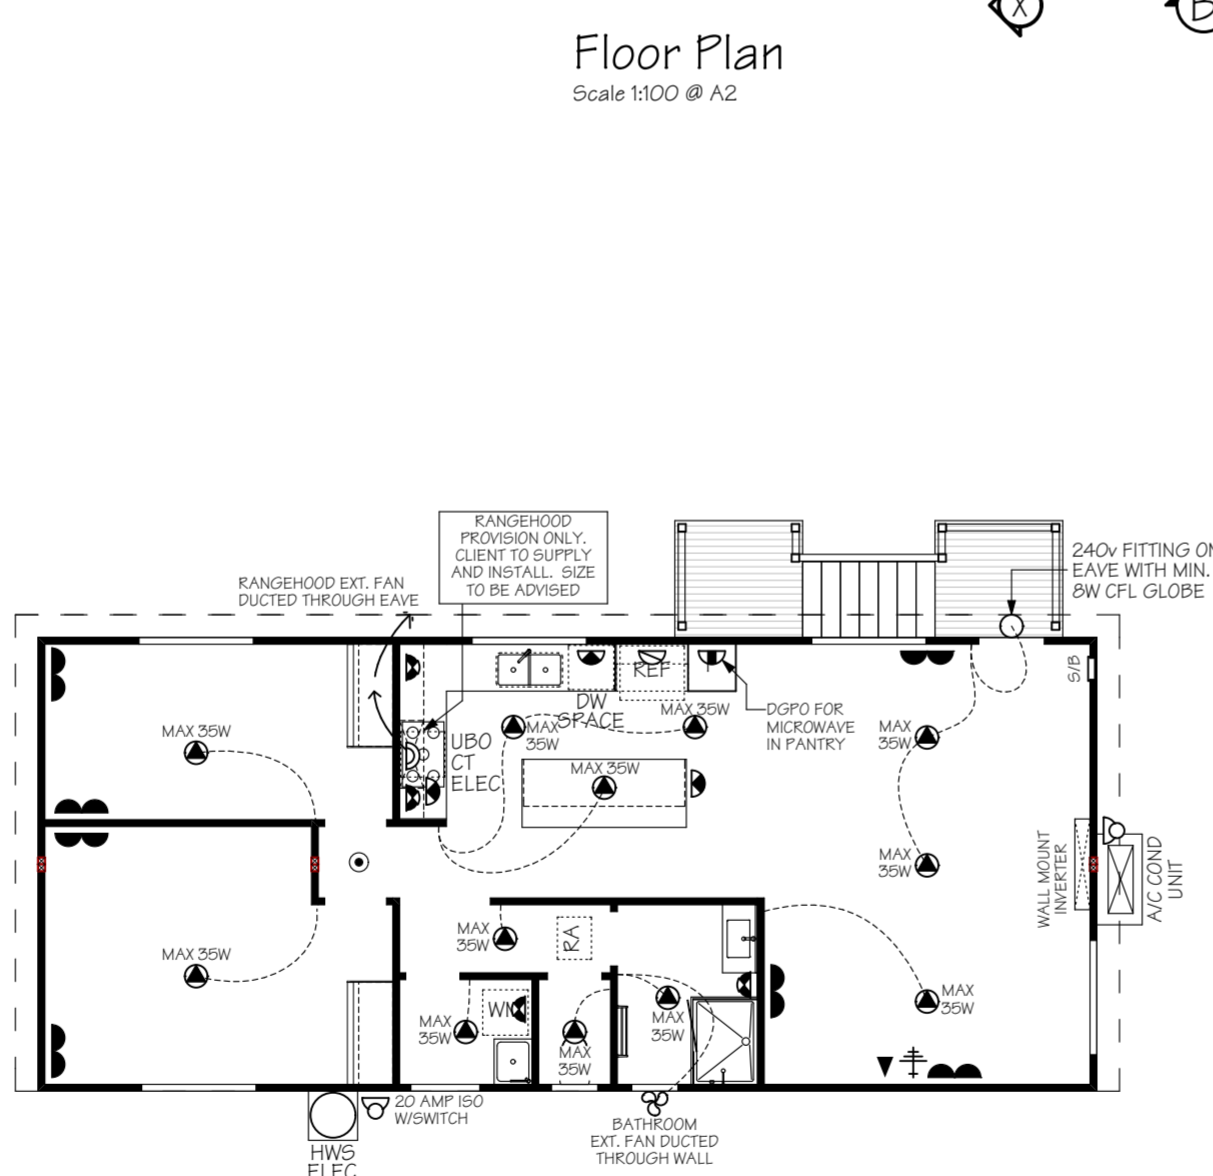 X
Floor Plan
Scale 1:100 @ A2
RANGEHOOD
PROVISION ONLY.
CLIENT TO SUPPLY
AND INSTALL. SIZE
TO BE ADVISED
RANGEHOOD EXT. FAN
DUCTED THROUGH EAVE
240v FITTING ON
EAVE WITH MIN.
8W CFL GLOBE
S/B
REF
DW
SPACE
MAX 35W
MAX
35W
MAX 35W
DGPO FOR
MICROWAVE
IN PANTRY
MAX
35W
UBO
CT
ELEC
MAX 35W
MAX
35W
WALL MOUNT
INVERTER
A/C COND
UNIT
MAX
35W
RA
MAX 35W
MAX
35W
WM
MAX
35W
MAX
35W
MAX
35W
20 AMP ISO
W/SWITCH
HWS
ELEC
BATHROOM
EXT. FAN DUCTED
THROUGH WALL